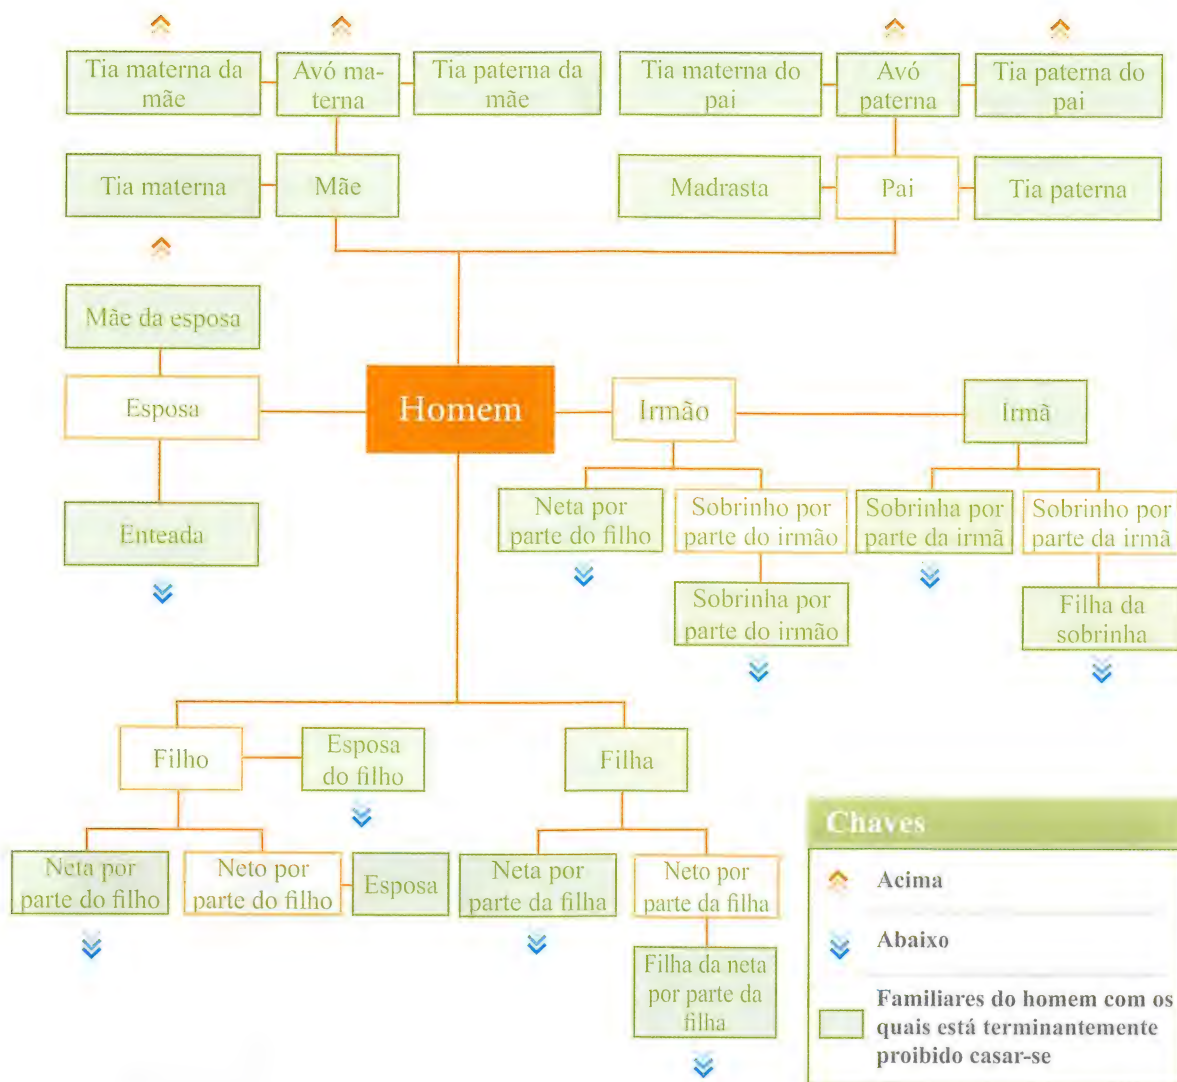 Tia materna da
mãe
Avó ma-
terna
Tia paterna da
mãe
Tia materna do
pai
Avó
paterna
Tia paterna do
pai
Tia materna
Mãe
Madrasta
Pai
Tia paterna
Mãe da esposa
Esposa
Homem
Irmão
Irmã
Enteada
Neta por
parte do filho
Sobrinho por
parte do irmão
Sobrinha por
parte da irmã
Sobrinho por
parte da irmã
Sobrinha por
parte do irmão
Filha da
sobrinha
Filho
Esposa
do filho
Filha
Neta por
parte do filho
Neto por
parte do filho
Esposa
Neta por
parte da filha
Neto por
parte da filha
Filha da neta
por parte da
filha
Chaves
Acima
Abaixo
Familiares do homem com os
quais está terminantemente
proibido casar-se